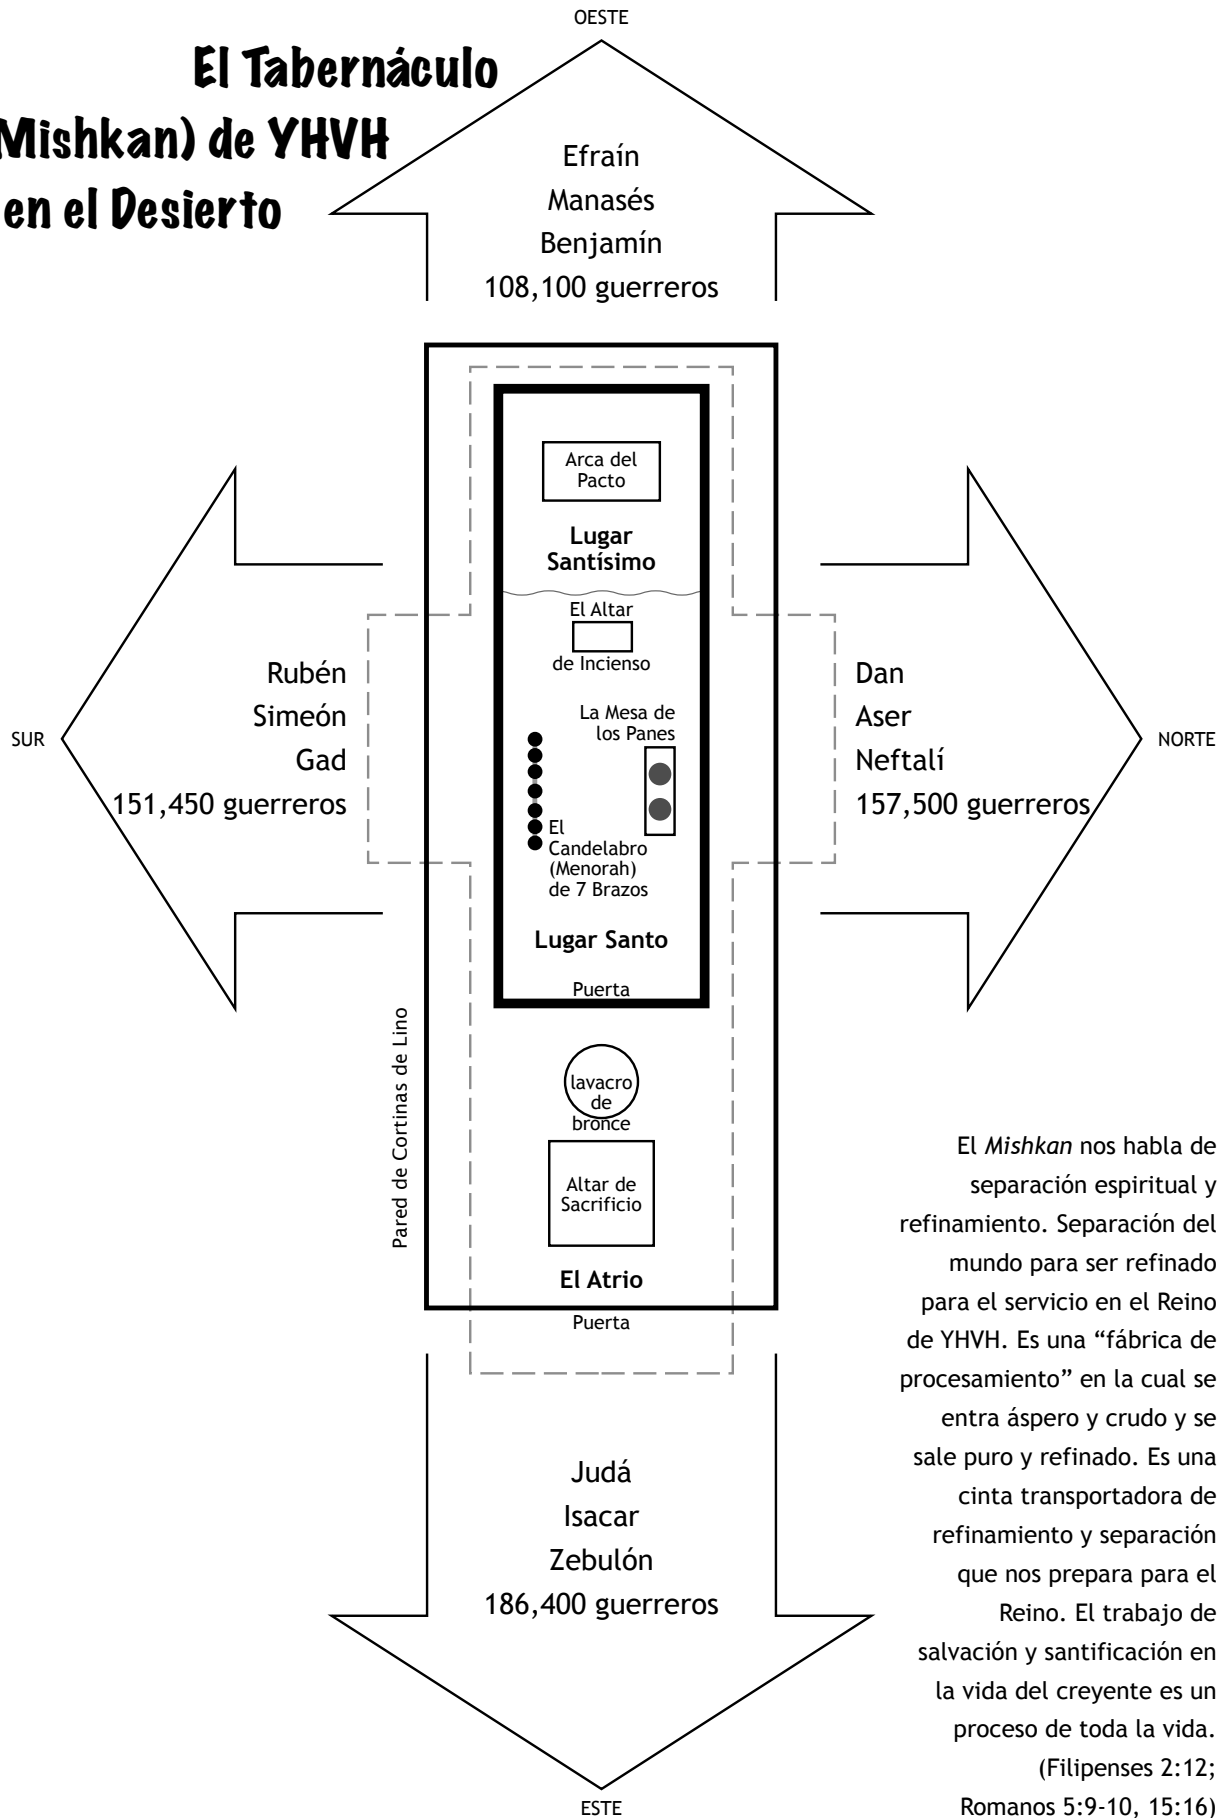 OESTE
El Tabernáculo
Mishkan) de YHVH
en el Desierto
Efraín
Manasés
Benjamín
108,100 guerreros
Arca del
Pacto
Lugar
Santísimo
El Altar
de Incienso
La Mesa de
los Panes
El
Candelabro
(Menorah)
de 7 Brazos
Lugar Santo
Puerta
SUR
Rubén
Simeón
Gad
151,450 guerreros
Dan
Aser
Neftalí
157,500 guerreros
NORTE
Pared de Cortinas de Lino
lavacro
de
bronce
Altar de
Sacrificio
El Atrio
Puerta
Judá
Isacar
Zebulón
186,400 guerreros
ESTE
El Mishkan nos habla de
separación espiritual y
refinamiento. Separación del
mundo para ser refinado
para el servicio en el Reino
de YHVH. Es una “fábrica de
procesamiento” en la cual se
entra áspero y crudo y se
sale puro y refinado. Es una
cinta transportadora de
refinamiento y separación
que nos prepara para el
Reino. El trabajo de
salvación y santificación en
la vida del creyente es un
proceso de toda la vida.
(Filipenses 2:12;
Romanos 5:9-10, 15:16)